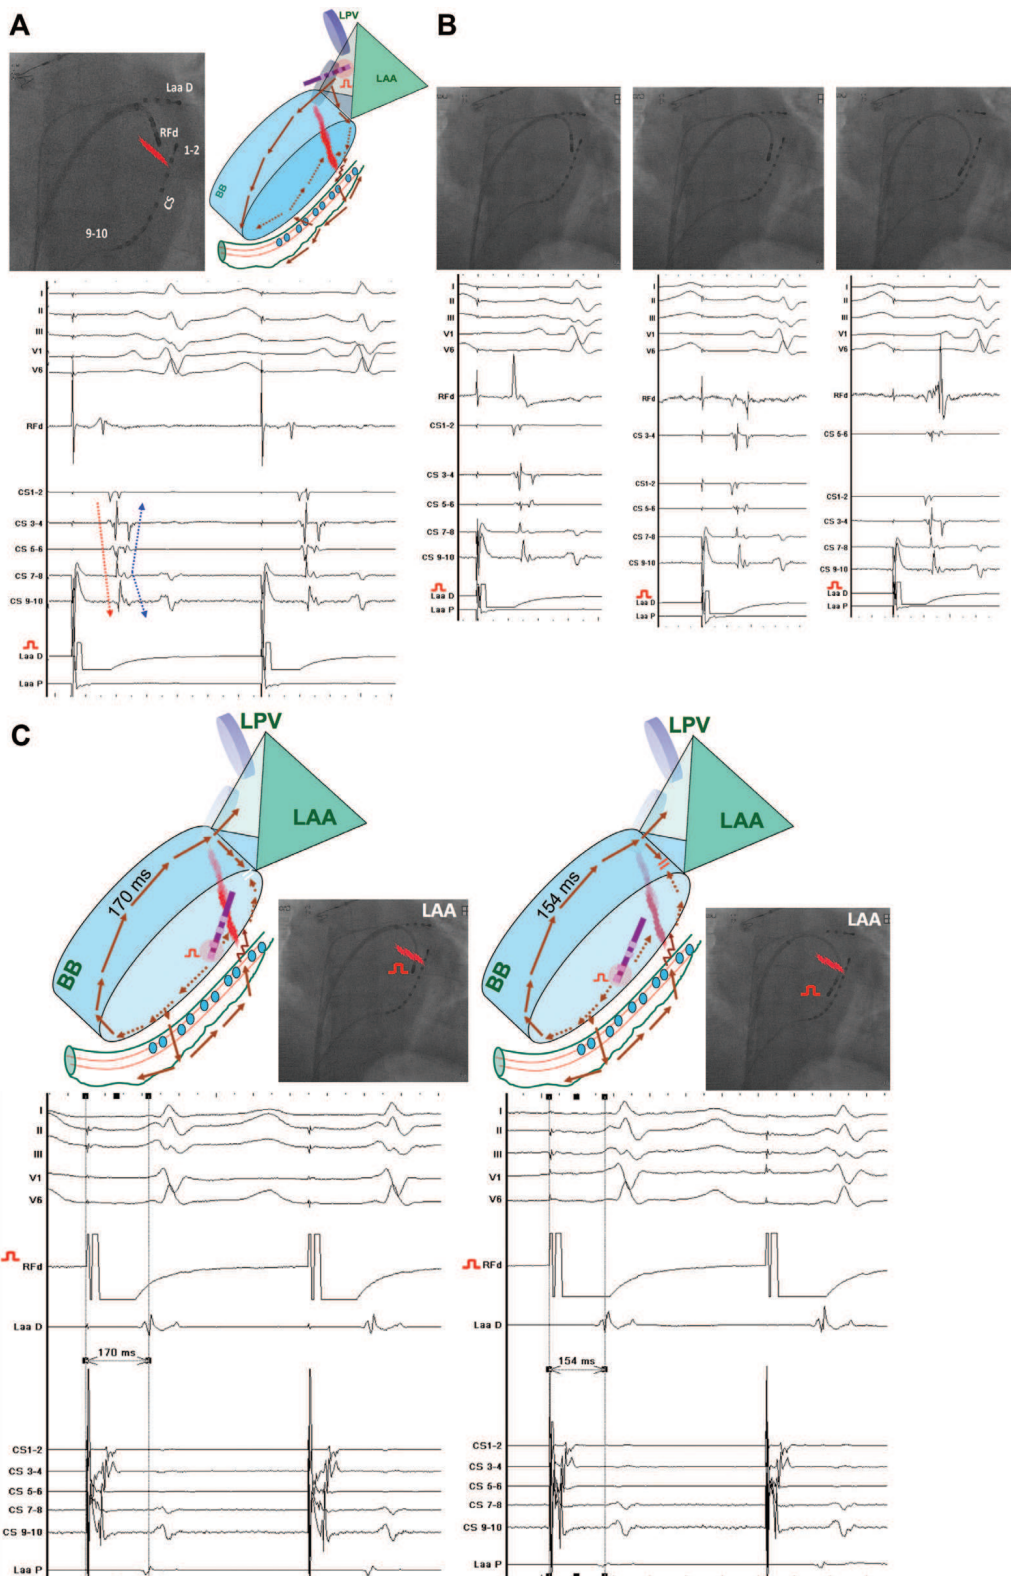 A
LPV
LAA
BB
Laa D
RFd
1-2
CS
9-10
I
II
III
V1
V6
RFd
CS1-2
CS 3-4
CS 5-6
CS 7-8
CS 9-10
Laa D
Laa P
B
I
II
III
V1
V6
RFd
CS1-2
CS 3-4
CS 5-6
CS 7-8
CS 9-10
Laa D
Laa P
I
II
III
V1
V6
RFd
CS 3-4
CS1-2
CS 5-6
CS 7-8
CS 9-10
Laa D
Laa P
I
II
III
V1
V6
RFd
CS 5-6
CS1-2
CS 3-4
CS 7-8
CS 9-10
Laa D
Laa P
C
LPV
LAA
170 ms
BB
LAA
I
II
III
V1
V6
RFd
Laa D
170 ms
CS1-2
CS 3-4
CS 5-6
CS 7-8
CS 9-10
Laa P
LPV
LAA
154 ms
BB
LAA
I
II
III
V1
V6
RFd
Laa D
154 ms
CS1-2
CS 3-4
CS 5-6
CS 7-8
CS 9-10
Laa P